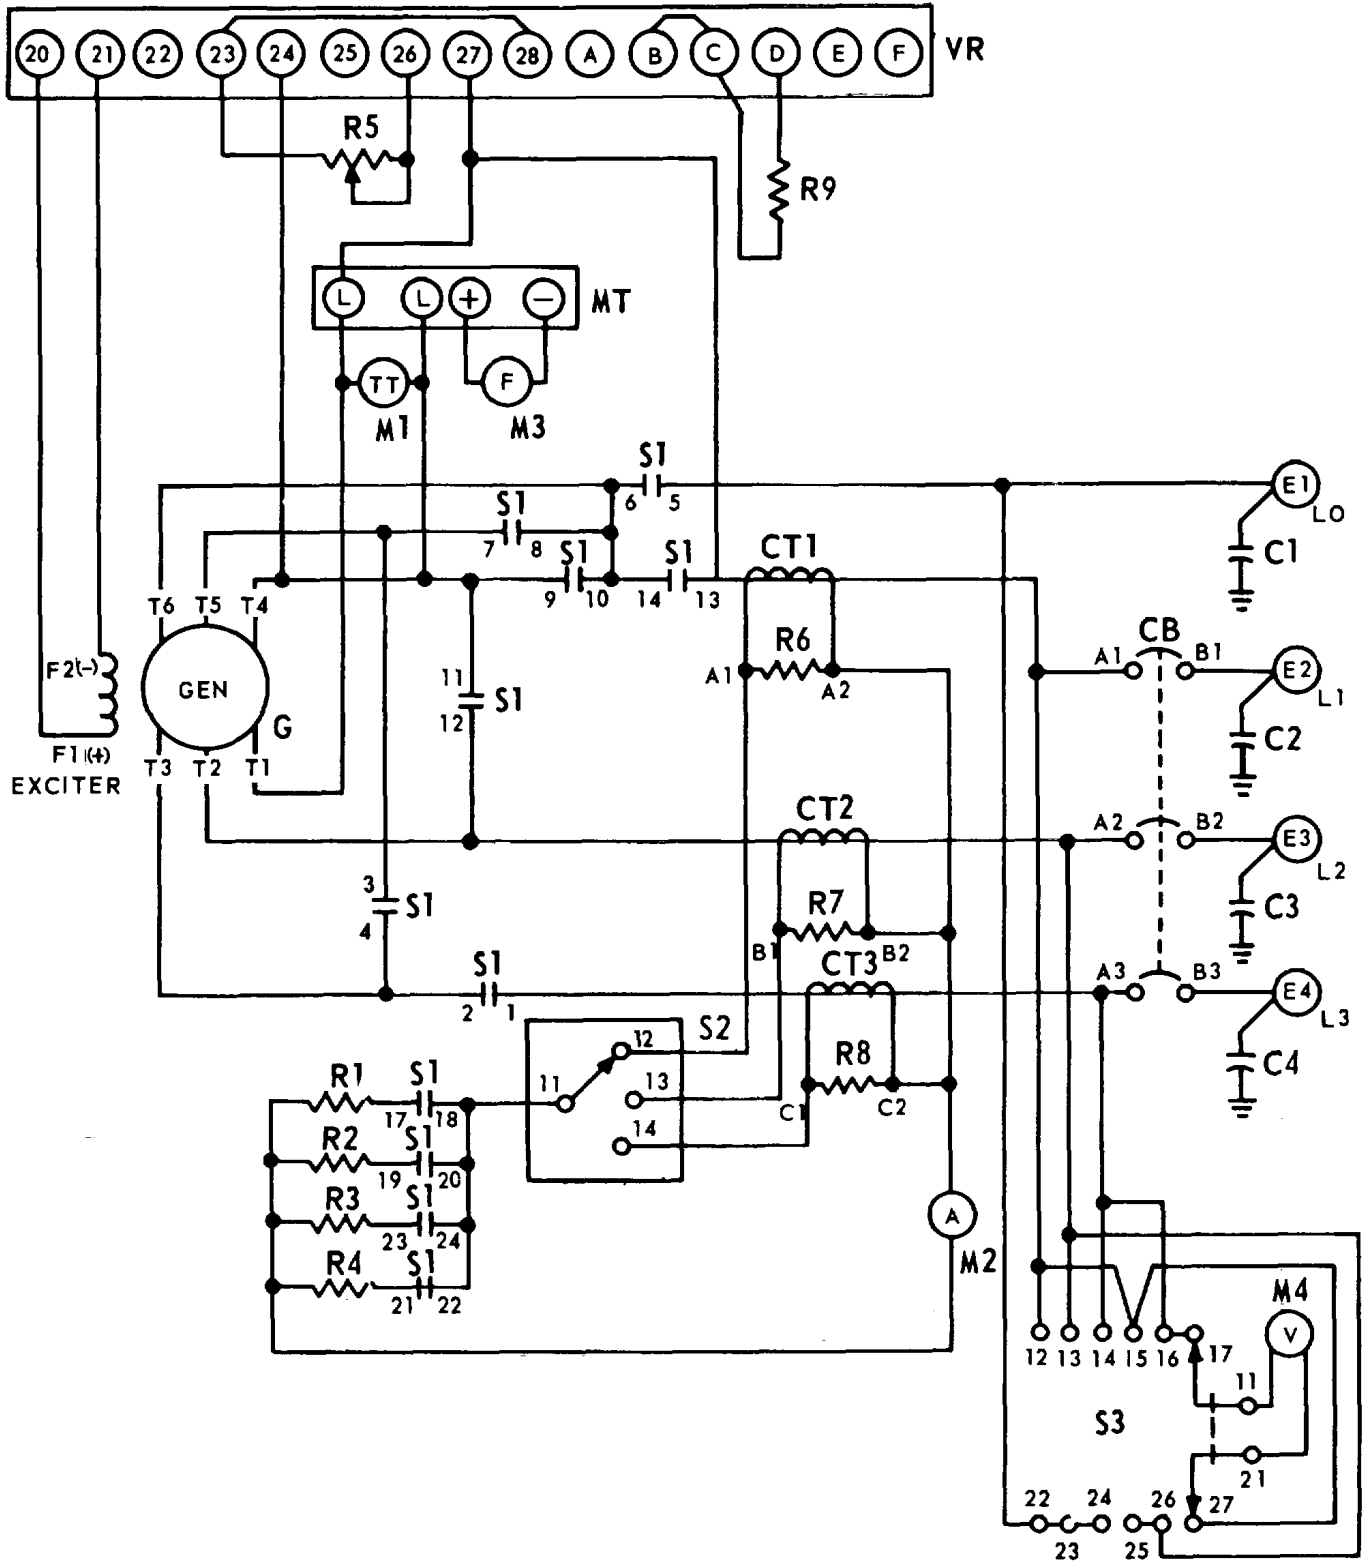 20 21 22 23 24 25 26 27 28 A B C D E F VR
R5
R9
L L + − MT
TT F
M1 M3
S1
6 5
S1
7 8
S1 S1 CT1
9 10 14 13
E1
LO
C1
T6 T5 T4
F2(-)
GEN
G
F1(+)
EXCITER
T3 T2 T1
11
S1
12
R6
A1 A2
CB
A1 B1 E2
L1
C2
CT2
A2 B2 E3
L2
C3
3
S1
4
R7
B1 B2
CT3
S1
2 1
A3 B3 E4
L3
C4
S2
12
11 13
14
R8
C1 C2
R1 S1
17 18
R2 S1
19 20
R3 S1
23 24
R4 S1
21 22
A
M2
M4
V
12 13 14 15 16 17
11
S3
21
22 24 26 27
23 25